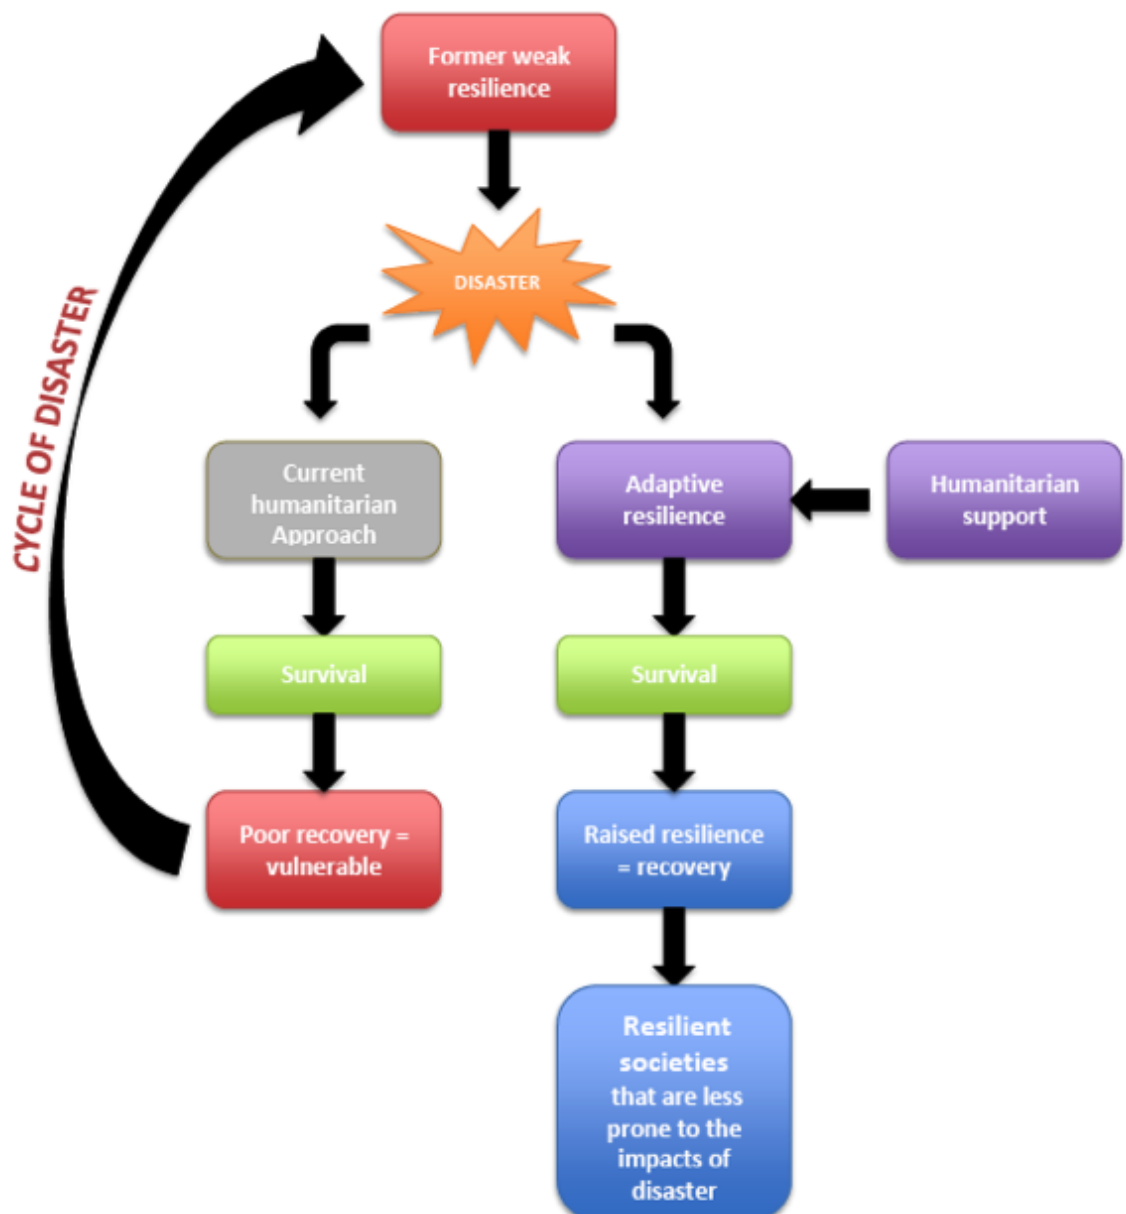 Former weak
resilience
DISASTER
CYCLE OF DISASTER
Current
humanitarian
Approach
Adaptive
resilience
Humanitarian
support
Survival
Survival
Poor recovery =
vulnerable
Raised resilience
= recovery
Resilient
societies
that are less
prone to the
impacts of
disaster